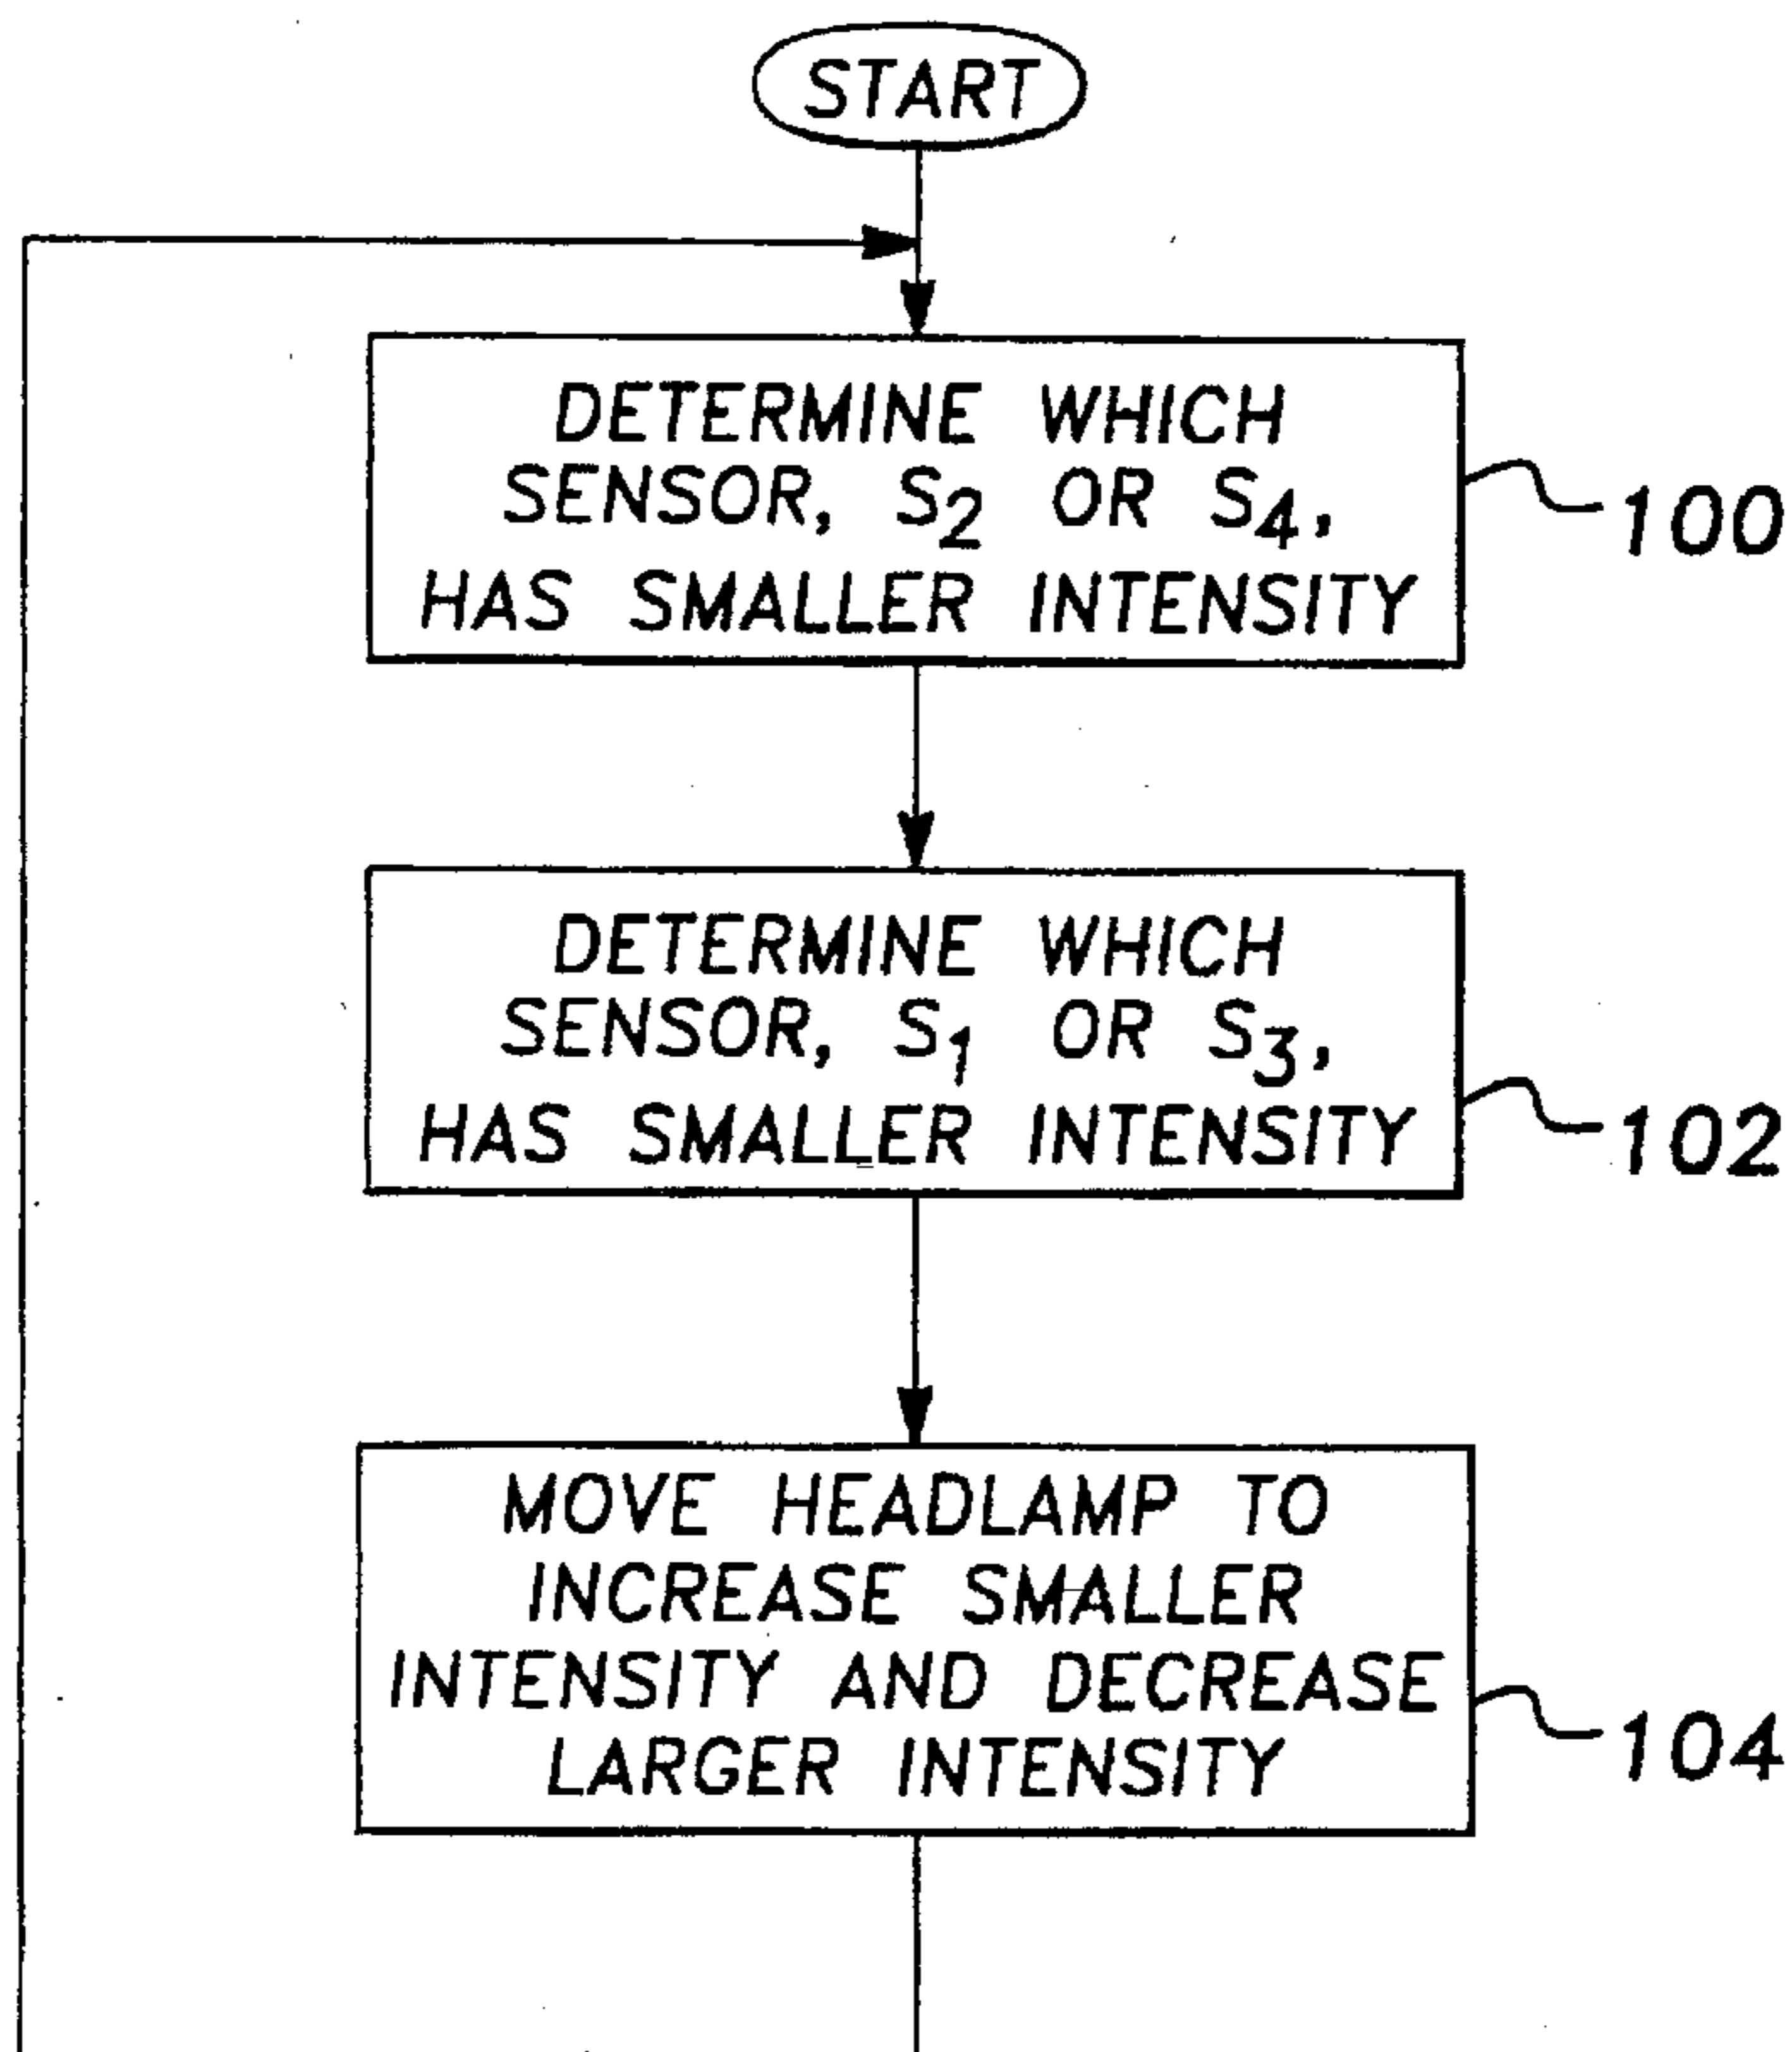 START
DETERMINE WHICH
SENSOR, S₂ OR S₄,
HAS SMALLER INTENSITY
100
DETERMINE WHICH
SENSOR, S₁ OR S₃,
HAS SMALLER INTENSITY
102
MOVE HEADLAMP TO
INCREASE SMALLER
INTENSITY AND DECREASE
LARGER INTENSITY
104